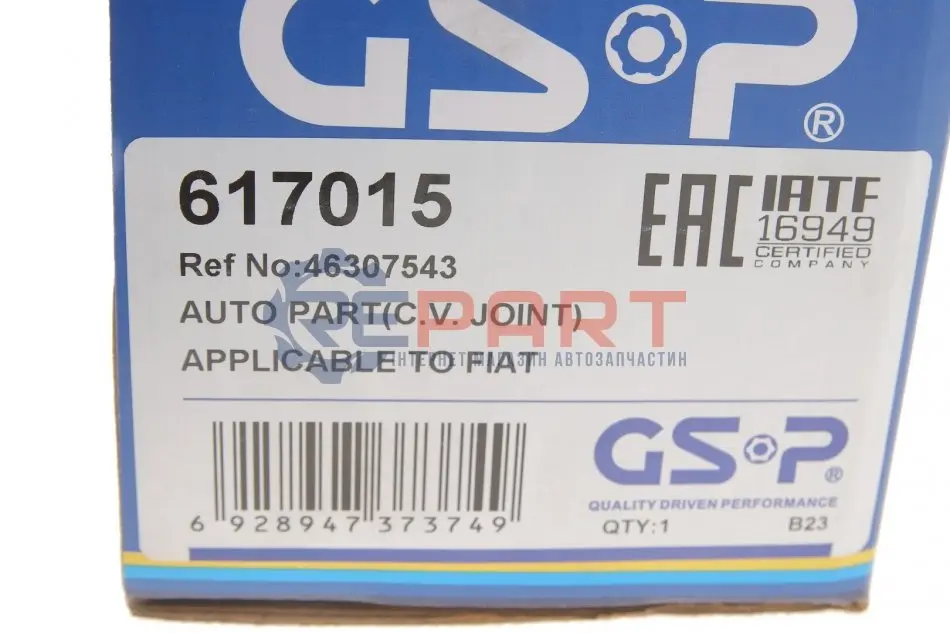 GSP®
617015
EAC IATF
16949
CERTIFIED
COMPANY
Ref No:46307543
AUTO PART(C.V. JOINT)
REPART
APPLICABLE TO FIAT
ІНТЕРНЕТ-МАГАЗИН АВТОЗАПЧАСТИН
GSP®
QUALITY DRIVEN PERFORMANCE
6 928947 373749
QTY:1 B23